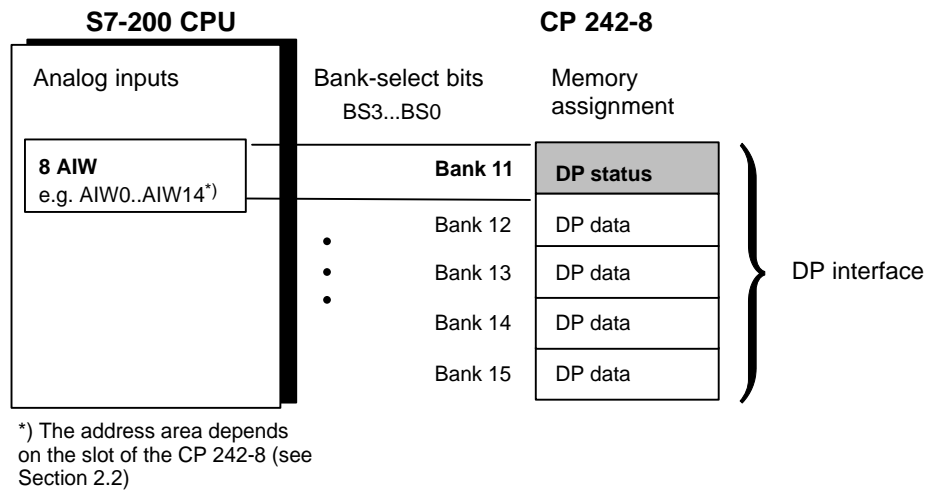 S7-200 CPU
CP 242-8
Analog inputs
Bank-select bits
BS3...BS0
Memory
assignment
8 AIW
e.g. AIW0..AIW14*)
Bank 11
DP status
Bank 12
DP data
Bank 13
DP data
Bank 14
DP data
Bank 15
DP data
DP interface
*) The address area depends
on the slot of the CP 242-8 (see
Section 2.2)